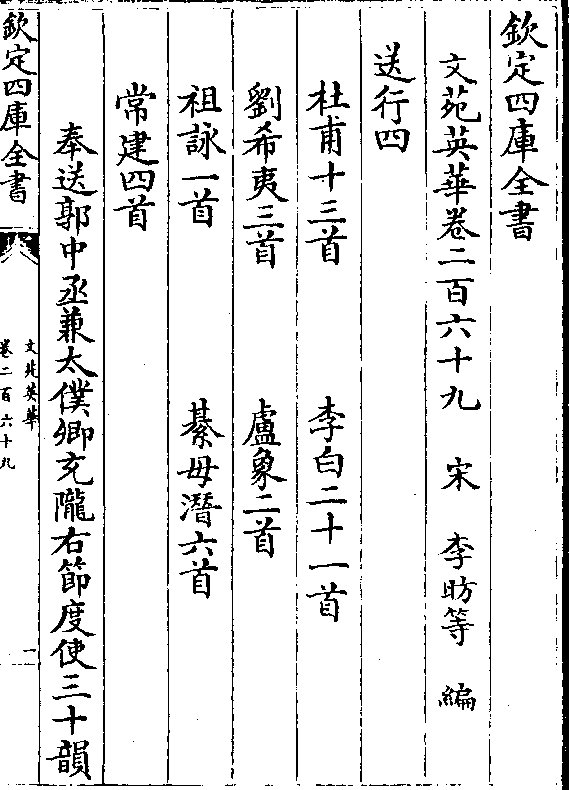 欽定四庫全書
文苑英華卷二百六十九 宋 李昉等 編
送行四
杜甫十三首 李白二十一首
劉希夷三首 盧象二首
祖詠一首 綦毋潛六首
常建四首
奉送郭中丞兼太僕卿充隴右節度使三十韻
欽定四庫全書
文苑英華
卷二百六十九
一